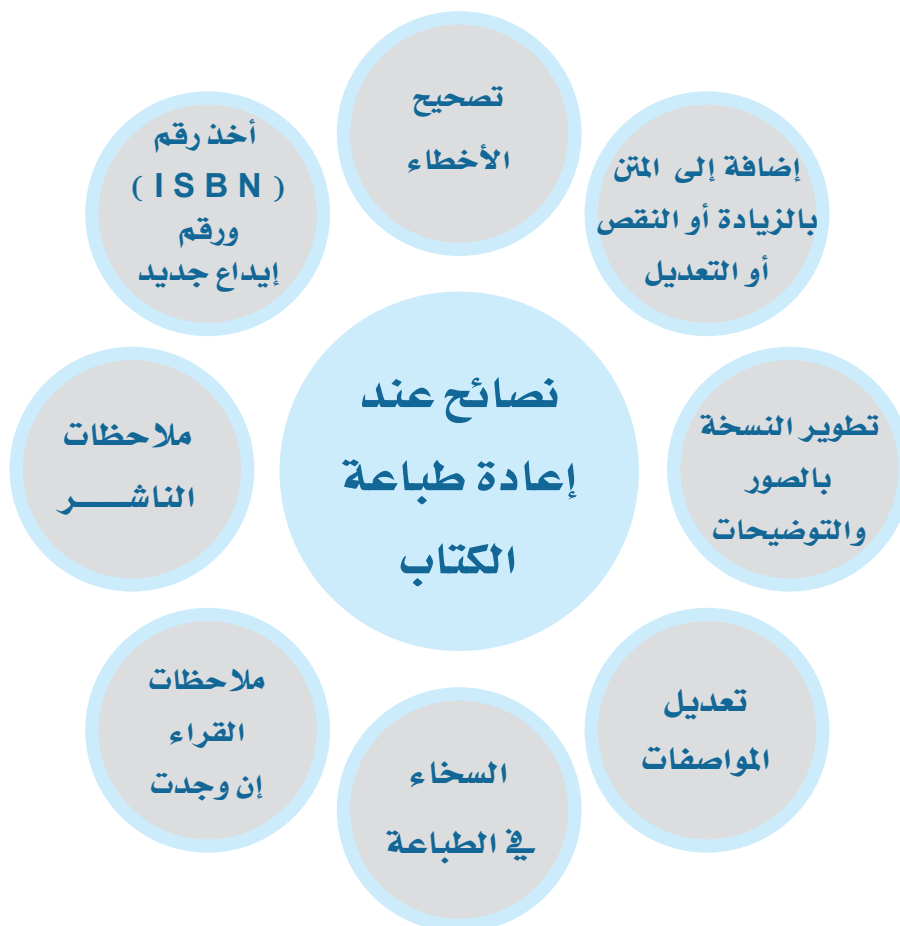 نصائح عند
إعادة طباعة
الكتاب
تصحيح
الأخطاء
إضافة إلى المتن
بالزيادة أو النقص
أو التعديل
تطوير النسخة
بالصور
والتوضيحات
تعديل
المواصفات
السخاء
في الطباعة
ملاحظات
القراء
إن وجدت
ملاحظات
الناشـــــر
أخذ رقم
( I S B N )
ورقم
إيداع جديد